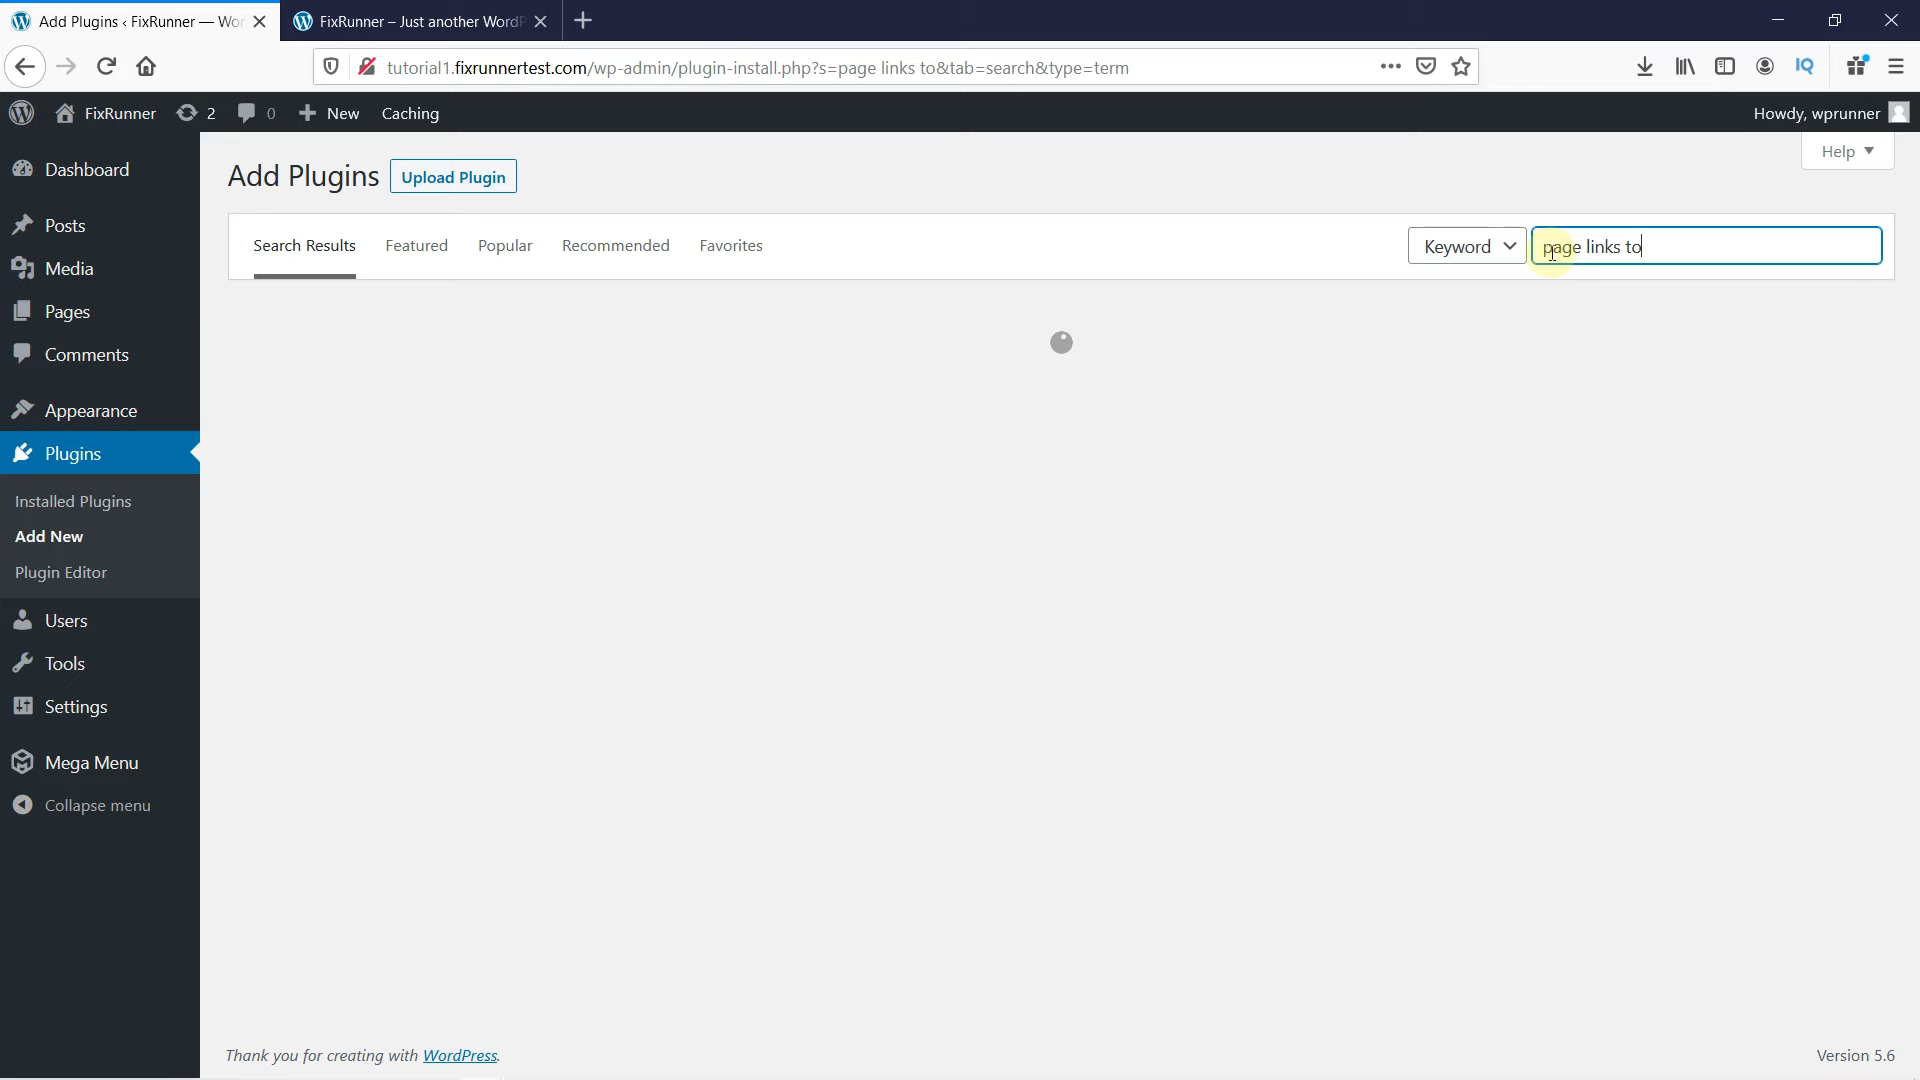 Add Plugins ‹ FixRunner — Wor
FixRunner – Just another WordP
tutorial1.fixrunnertest.com/wp-admin/plugin-install.php?s=page links to&tab=search&type=term
IQ
FixRunner
2
0
New
Caching
Howdy, wprunner
Help
Dashboard
Posts
Media
Pages
Comments
Appearance
Plugins
Installed Plugins
Add New
Plugin Editor
Users
Tools
Settings
Mega Menu
Collapse menu
Add Plugins
Upload Plugin
Search Results
Featured
Popular
Recommended
Favorites
Keyword
page links to
Thank you for creating with WordPress.
Version 5.6